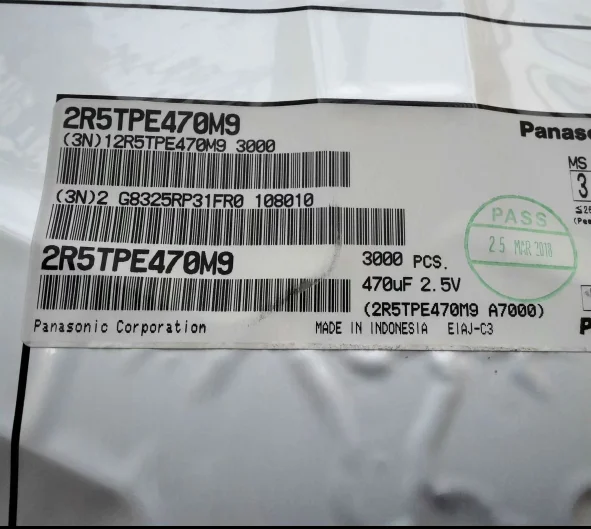 2R5TPE470M9
(3N)12R5TPE470M9 3000
(3N)2 G8325RP31FR0 108010
2R5TPE470M9
3000 PCS.
470uF 2.5V
(2R5TPE470M9 A7000)
Panasonic Corporation MADE IN INDONESIA EIAJ-C3
Panaso
MS
3
PASS
25 MAR 2018